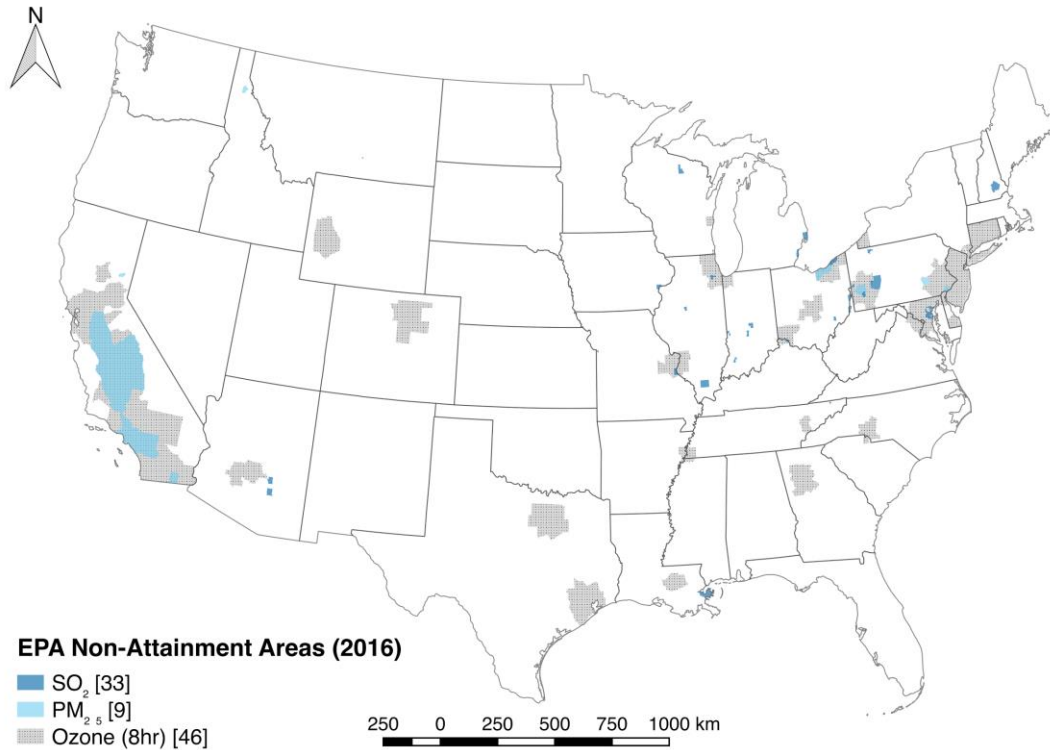 N
EPA Non-Attainment Areas (2016)
SO₂ [33]
PM₂ ₅ [9]
Ozone (8hr) [46]
250 0 250 500 750 1000 km